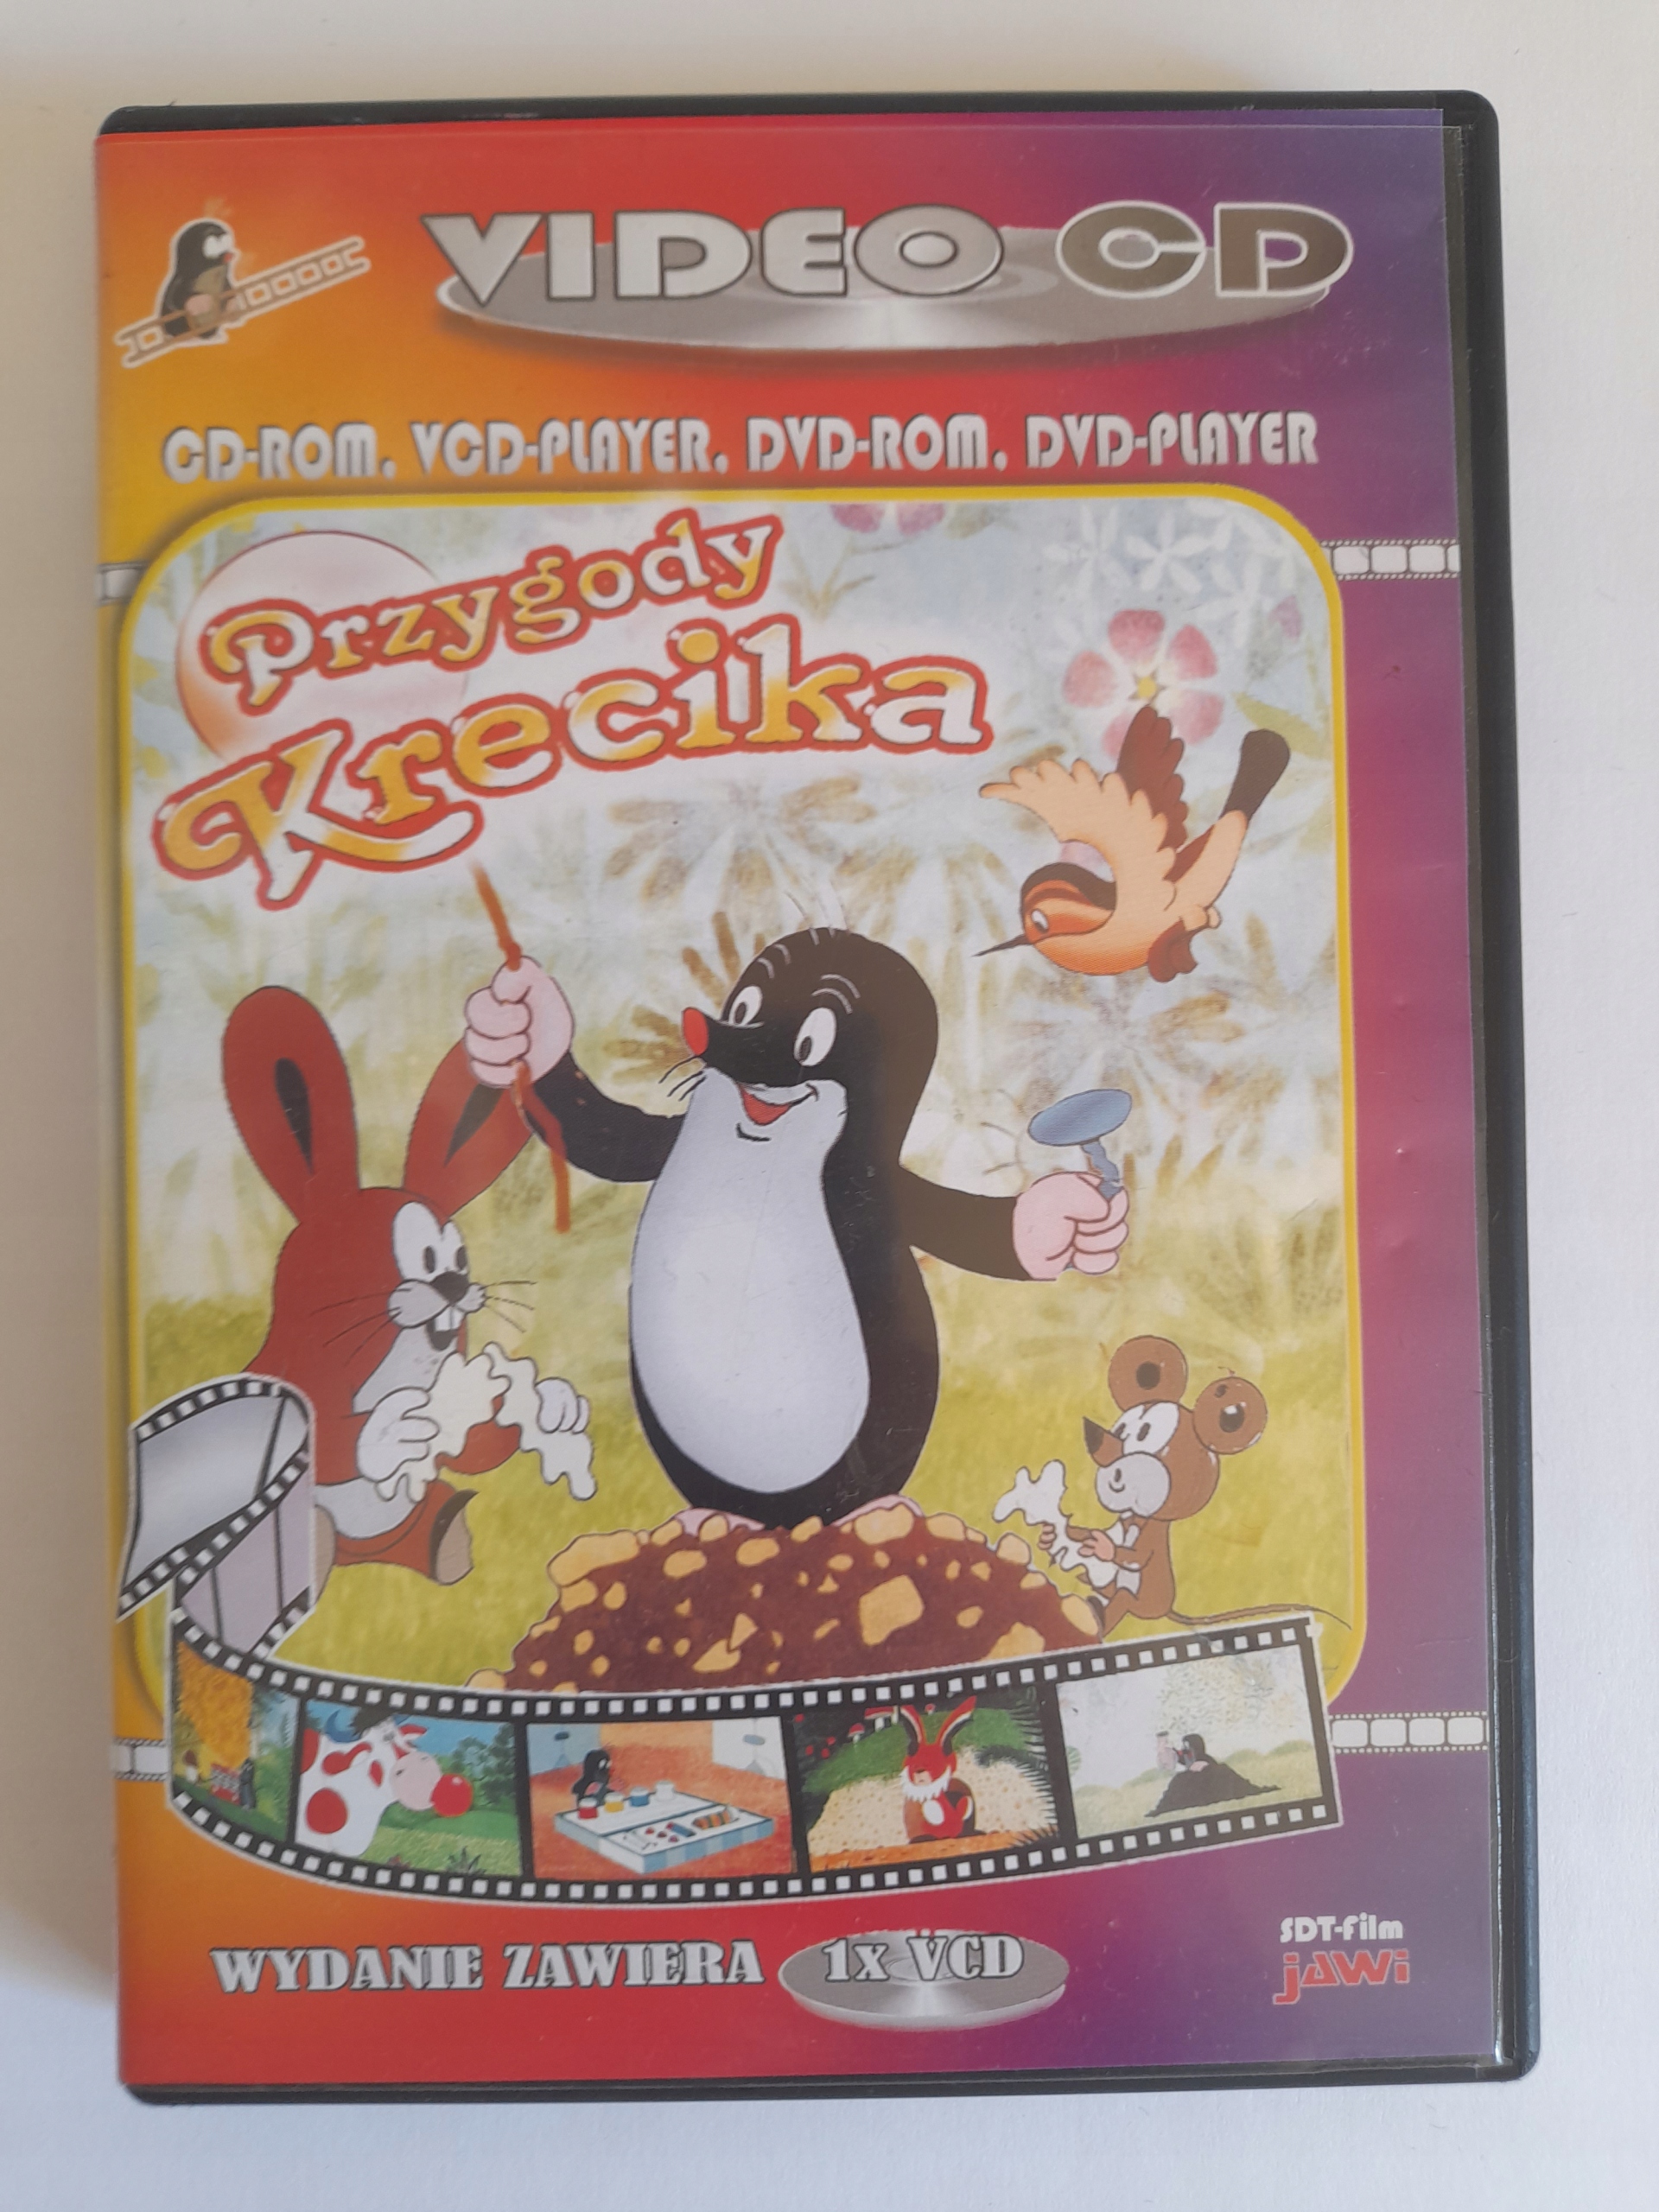 VIDEO CD
CD-ROM, VCD-PLAYER, DVD-ROM, DVD-PLAYER
Przygody
Krecika
WYDANIE ZAWIERA 1x VCD
SDT-Film
jAWi